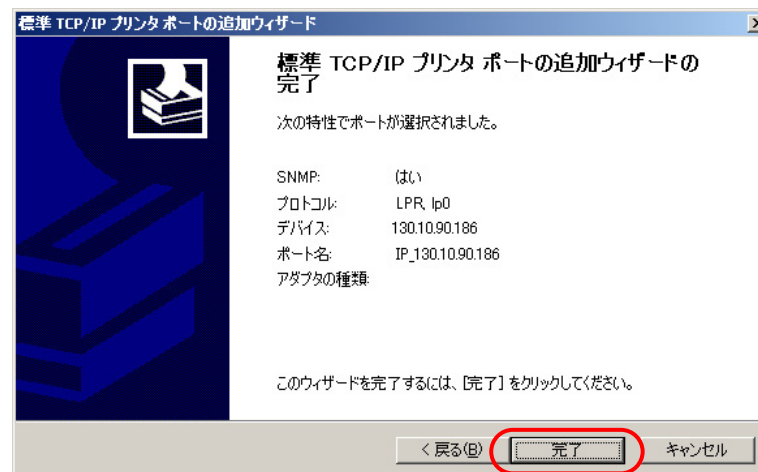 標準 TCP/IP プリンタ ポートの追加ウィザード
標準 TCP/IP プリンタ ポートの追加ウィザードの
完了
次の特性でポートが選択されました。
SNMP: はい
プロトコル: LPR, lp0
デバイス: 130.10.90.186
ポート名: IP_130.10.90.186
アダプタの種類:
このウィザードを完了するには、[完了] をクリックしてください。
< 戻る(B) 完了 キャンセル